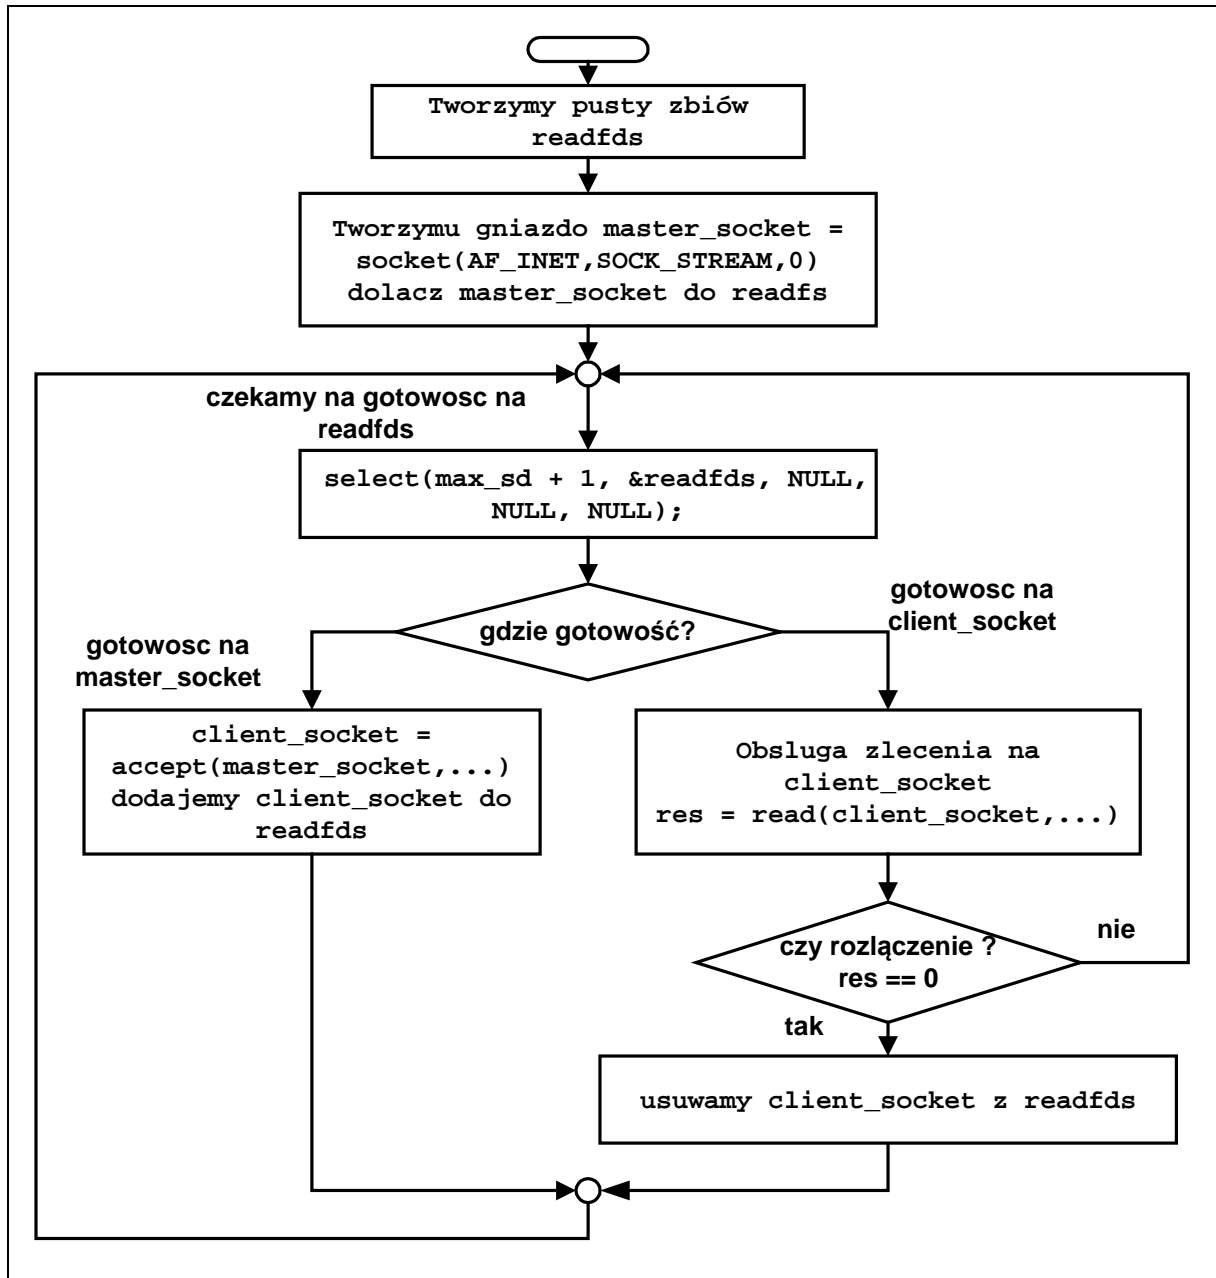 Tworzymy pusty zbiów
readfds
Tworzymu gniazdo master_socket =
socket(AF_INET,SOCK_STREAM,0)
dolacz master_socket do readfs
czekamy na gotowosc na
readfds
select(max_sd + 1, &readfds, NULL,
NULL, NULL);
gdzie gotowość?
gotowosc na
master_socket
gotowosc na
client_socket
client_socket =
accept(master_socket,...)
dodajemy client_socket do
readfds
Obsluga zlecenia na
client_socket
res = read(client_socket,...)
czy rozlączenie ?
res == 0
nie
tak
usuwamy client_socket z readfds